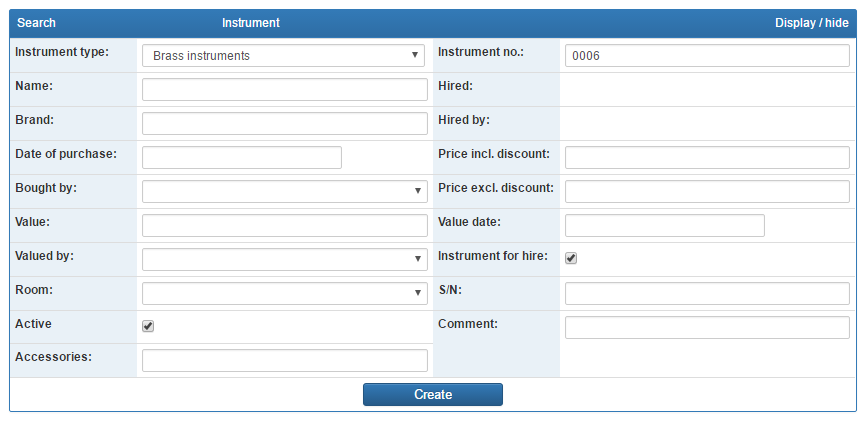 Search Instrument Display / hide
Instrument type: Brass instruments Instrument no.: 0006
Name: Hired:
Brand: Hired by:
Date of purchase: Price incl. discount:
Bought by: Price excl. discount:
Value: Value date:
Valued by: Instrument for hire:
Room: S/N:
Active Comment:
Accessories:
Create